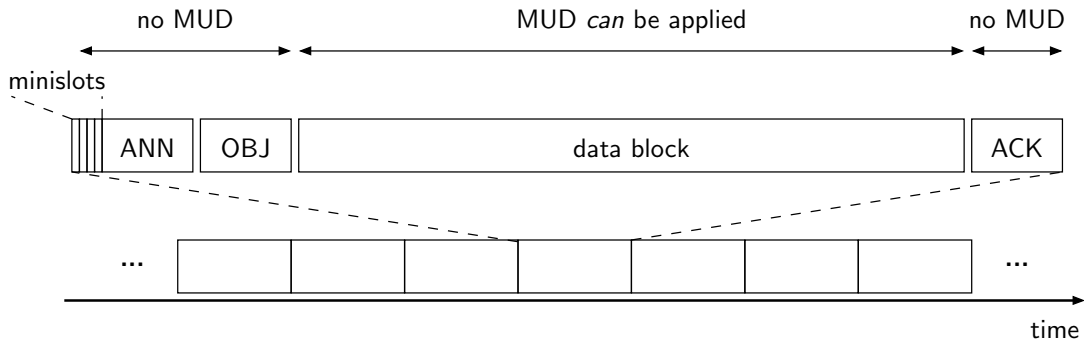 no MUD MUD can be applied no MUD
minislots
ANN OBJ data block ACK
... ...
time